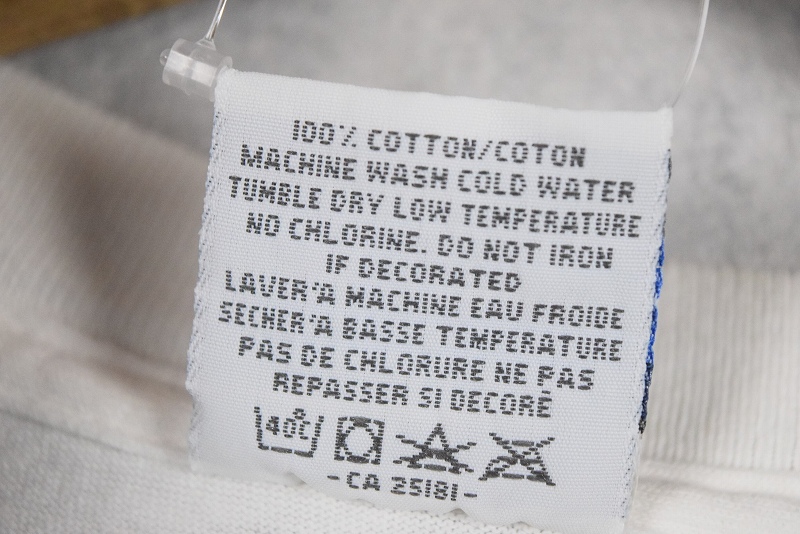 100% COTTON/COTON
MACHINE WASH COLD WATER
TUMBLE DRY LOW TEMPERATURE
NO CHLORINE. DO NOT IRON
IF DECORATED
LAVER'A MACHINE EAU FROIDE
SECHER'A BASSE TEMPERATURE
PAS DE CHLORURE NE PAS
REPASSER SI DECORÉ
40°C
- CA 25181 -